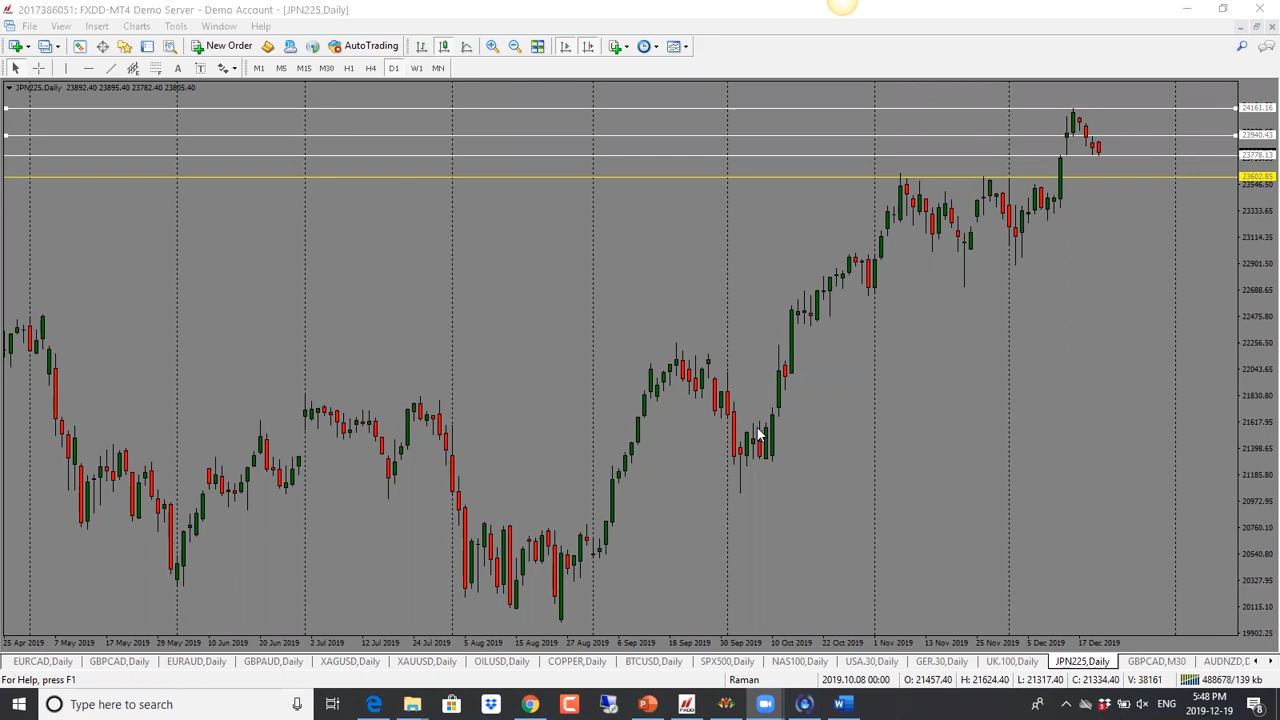 2017386051: FXDD-MT4 Demo Server - Demo Account - [JPN225,Daily]
File View Insert Charts Tools Window Help
New Order AutoTrading
A T M1 M5 M15 M30 H1 H4 D1 W1 MN
JPN225,Daily 23892.40 23895.40 23782.40 23805.40
24161.16
23940.43
23778.13
23602.85
23546.50
23333.65
23114.35
22901.50
22688.65
22475.80
22256.50
22043.65
21830.80
21617.95
21398.65
21185.80
20972.95
20760.10
20540.80
20327.95
20115.10
19902.25
25 Apr 2019 7 May 2019 17 May 2019 29 May 2019 10 Jun 2019 20 Jun 2019 2 Jul 2019 12 Jul 2019 24 Jul 2019 5 Aug 2019 15 Aug 2019 27 Aug 2019 6 Sep 2019 18 Sep 2019 30 Sep 2019 10 Oct 2019 22 Oct 2019 1 Nov 2019 13 Nov 2019 25 Nov 2019 5 Dec 2019 17 Dec 2019
EURCAD,Daily GBPCAD,Daily EURAUD,Daily GBPAUD,Daily XAGUSD,Daily XAUUSD,Daily OILUSD,Daily COPPER,Daily BTCUSD,Daily SPX500,Daily NAS100,Daily USA.30,Daily GER.30,Daily UK.100,Daily JPN225,Daily GBPCAD,M30 AUDNZD,D
For Help, press F1 Raman 2019.10.08 00:00 O: 21457.40 H: 21624.40 L: 21317.40 C: 21334.40 V: 38161 488678/139 kb
Type here to search
5:48 PM
2019-12-19